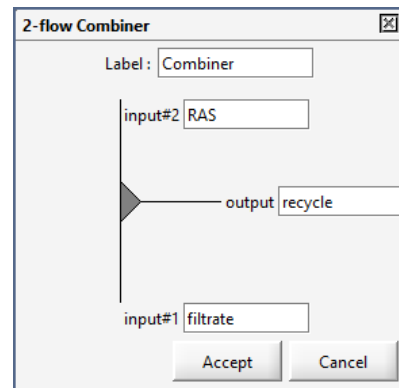 2-flow Combiner
Label : Combiner
input#2 RAS
output recycle
input#1 filtrate
Accept Cancel